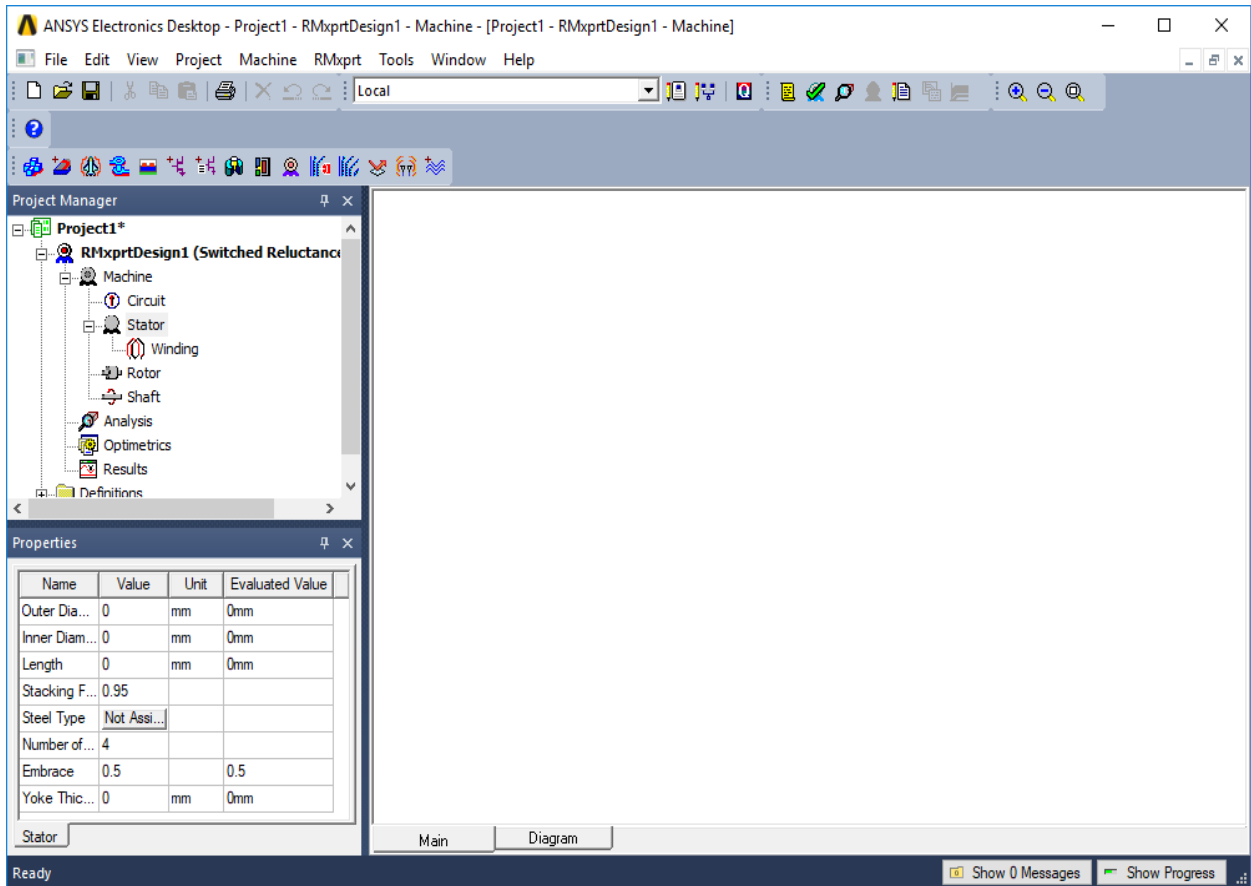 ANSYS Electronics Desktop - Project1 - RMxprtDesign1 - Machine - [Project1 - RMxprtDesign1 - Machine]
File Edit View Project Machine RMxprt Tools Window Help
Local
Project Manager
Project1*
RMxprtDesign1 (Switched Reluctance
Machine
Circuit
Stator
Winding
Rotor
Shaft
Analysis
Optimetrics
Results
Definitions
Properties
Name Value Unit Evaluated Value
Outer Dia... 0 mm 0mm
Inner Diam... 0 mm 0mm
Length 0 mm 0mm
Stacking F... 0.95
Steel Type Not Assi...
Number of... 4
Embrace 0.5 0.5
Yoke Thic... 0 mm 0mm
Stator
Main Diagram
Ready Show 0 Messages Show Progress